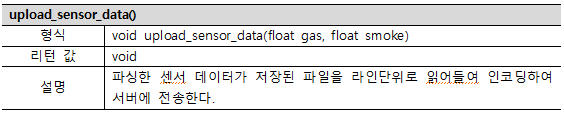 upload_sensor_data()
형식 void upload_sensor_data(float gas, float smoke)
리턴 값 void
설명 파싱한 센서 데이터가 저장된 파일을 라인단위로 읽어들여 인코딩하여
서버에 전송한다.